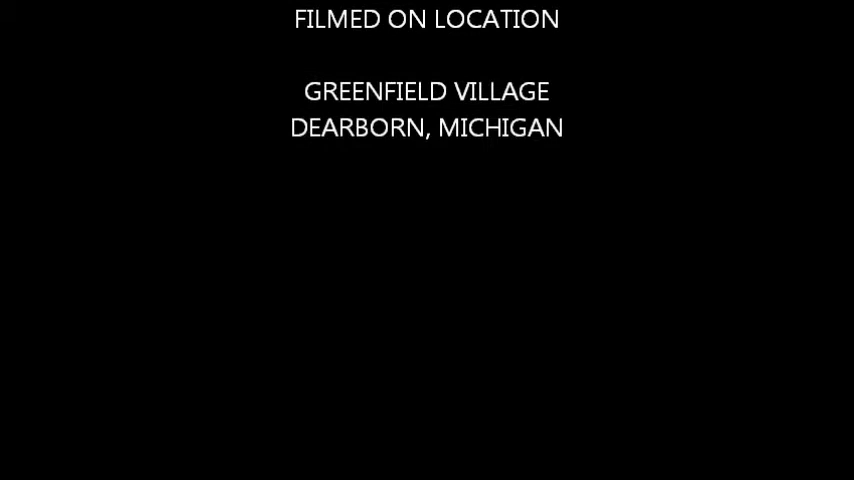 FILMED ON LOCATION
GREENFIELD VILLAGE
DEARBORN, MICHIGAN